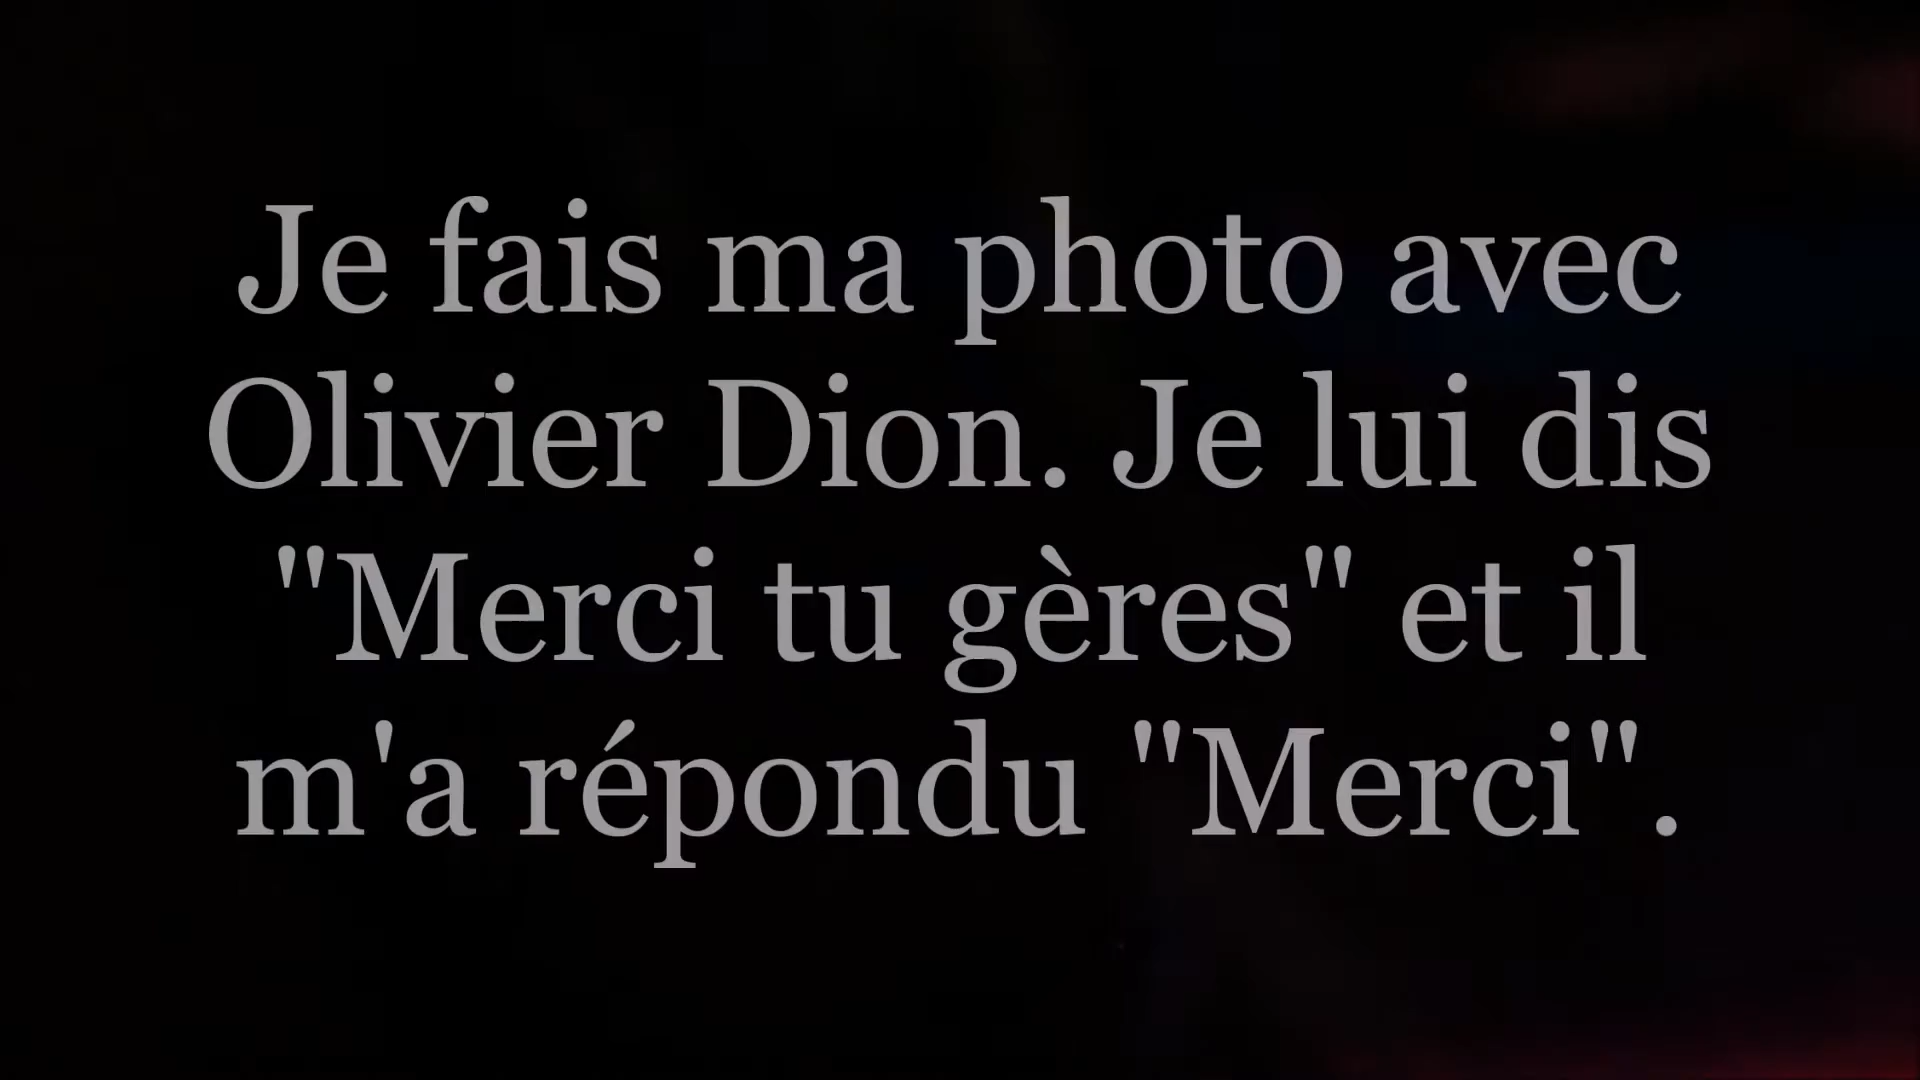 Je fais ma photo avec
Olivier Dion. Je lui dis
"Merci tu gères" et il
m'a répondu "Merci".